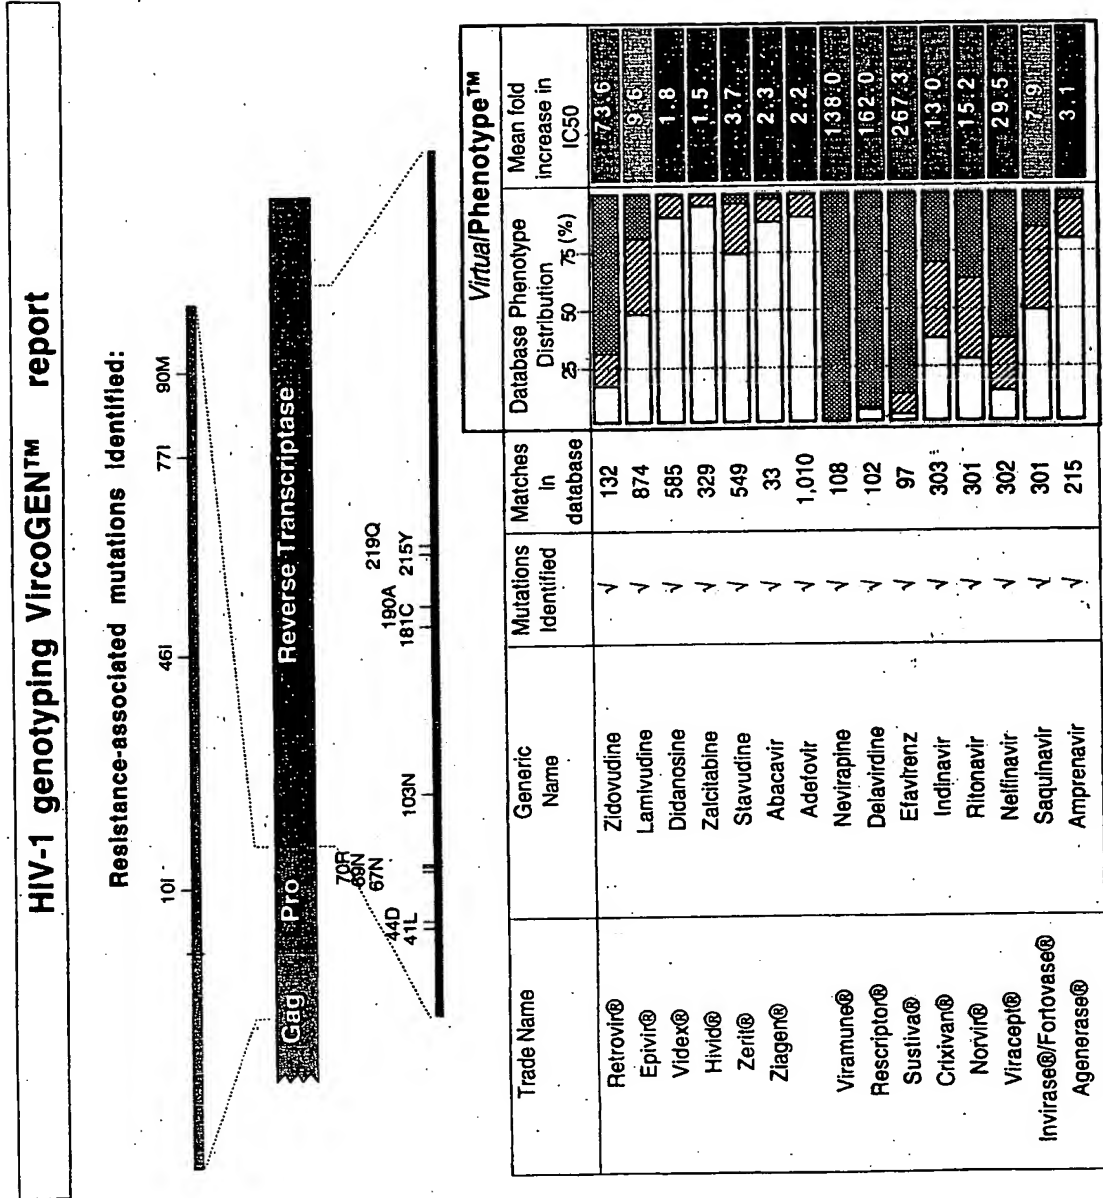 HIV-1 genotyping VircoGEN™ report
Resistance-associated mutations identified:
10I 46I 77I 90M
Gag Pro Reverse Transcriptase
70R
69N
67N
44D
41L
103N
190A
181C
219Q
215Y
Virtual Phenotype™
Trade Name Generic Name Mutations Identified Matches in database Database Phenotype Distribution Mean fold increase in IC50
25 50 75 (%)
Retrovir® Zidovudine √ 132 73.6
Epivir® Lamivudine √ 874 9.6
Videx® Didanosine √ 585 1.8
Hivid® Zalcitabine √ 329 1.5
Zerit® Stavudine √ 549 3.7
Ziagen® Abacavir √ 33 2.3
Adefovir √ 1,010 2.2
Viramune® Nevirapine √ 108 138.0
Rescriptor® Delavirdine √ 102 162.0
Sustiva® Efavirenz √ 97 267.3
Crixivan® Indinavir √ 303 13.0
Norvir® Ritonavir √ 301 15.2
Viracept® Nelfinavir √ 302 29.5
Invirase®/Fortovase® Saquinavir √ 301 7.9
Agenerase® Amprenavir √ 215 3.1